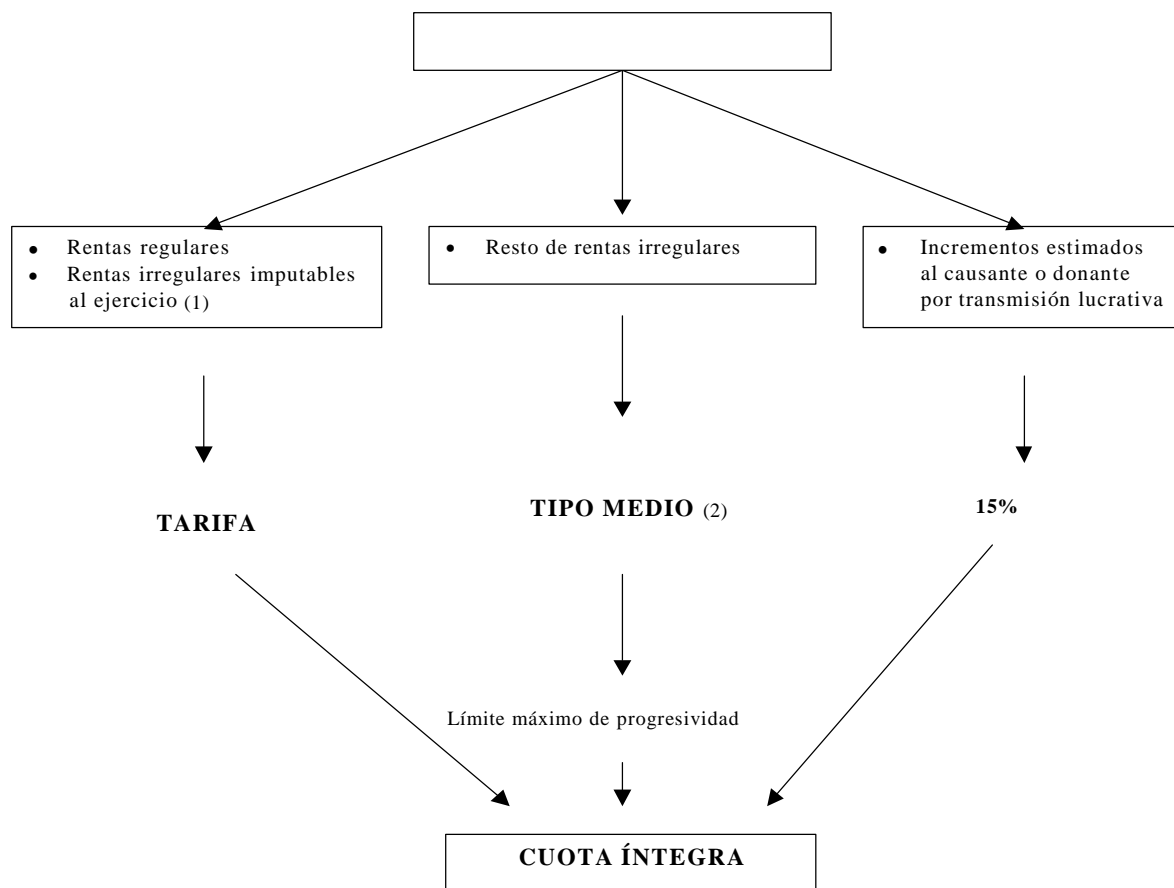 • Rentas regulares
• Rentas irregulares imputables
al ejercicio (1)
• Resto de rentas irregulares
• Incrementos estimados
al causante o donante
por transmisión lucrativa
TARIFA
TIPO MEDIO (2)
15%
Límite máximo de progresividad
CUOTA ÍNTEGRA